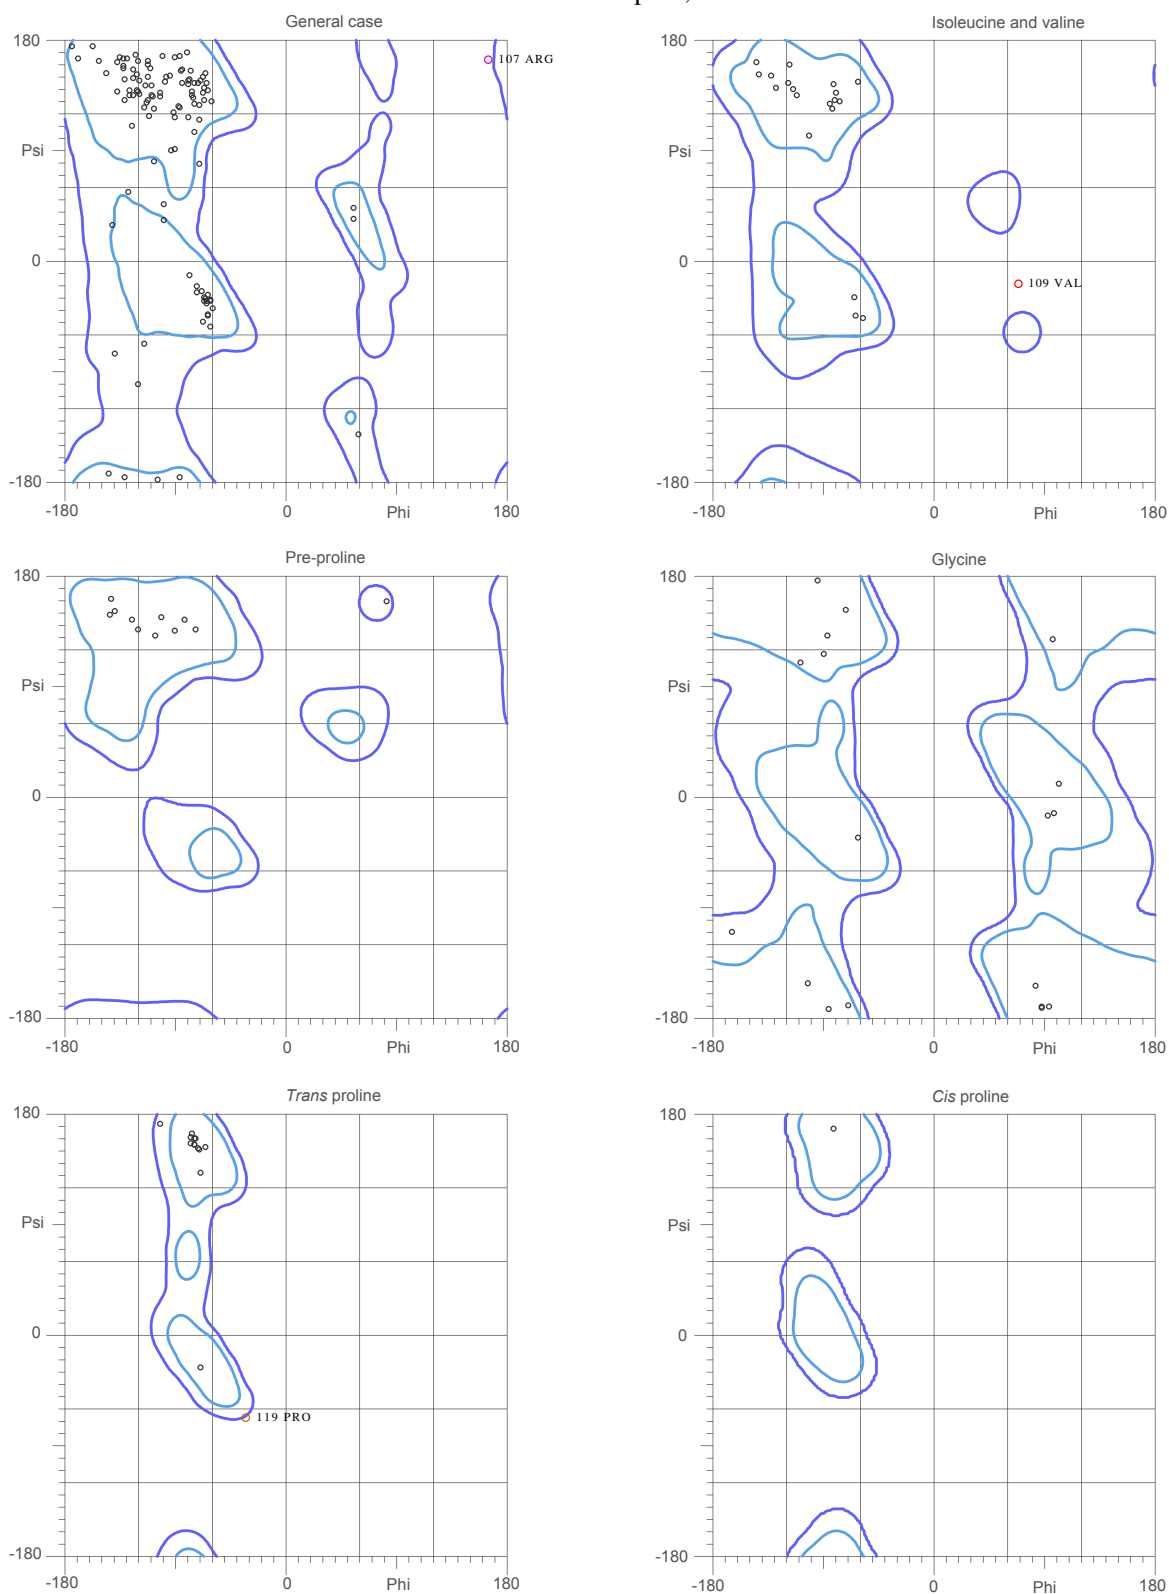 General case
180
107 ARG
Psi
0
-180
-180
0
Phi
180
Isoleucine and valine
180
Psi
0
109 VAL
-180
-180
0
Phi
180
Pre-proline
180
Psi
0
-180
-180
0
Phi
180
Glycine
180
Psi
0
-180
-180
0
Phi
180
Trans proline
180
Psi
0
119 PRO
-180
-180
0
Phi
180
Cis proline
180
Psi
0
-180
-180
0
Phi
180